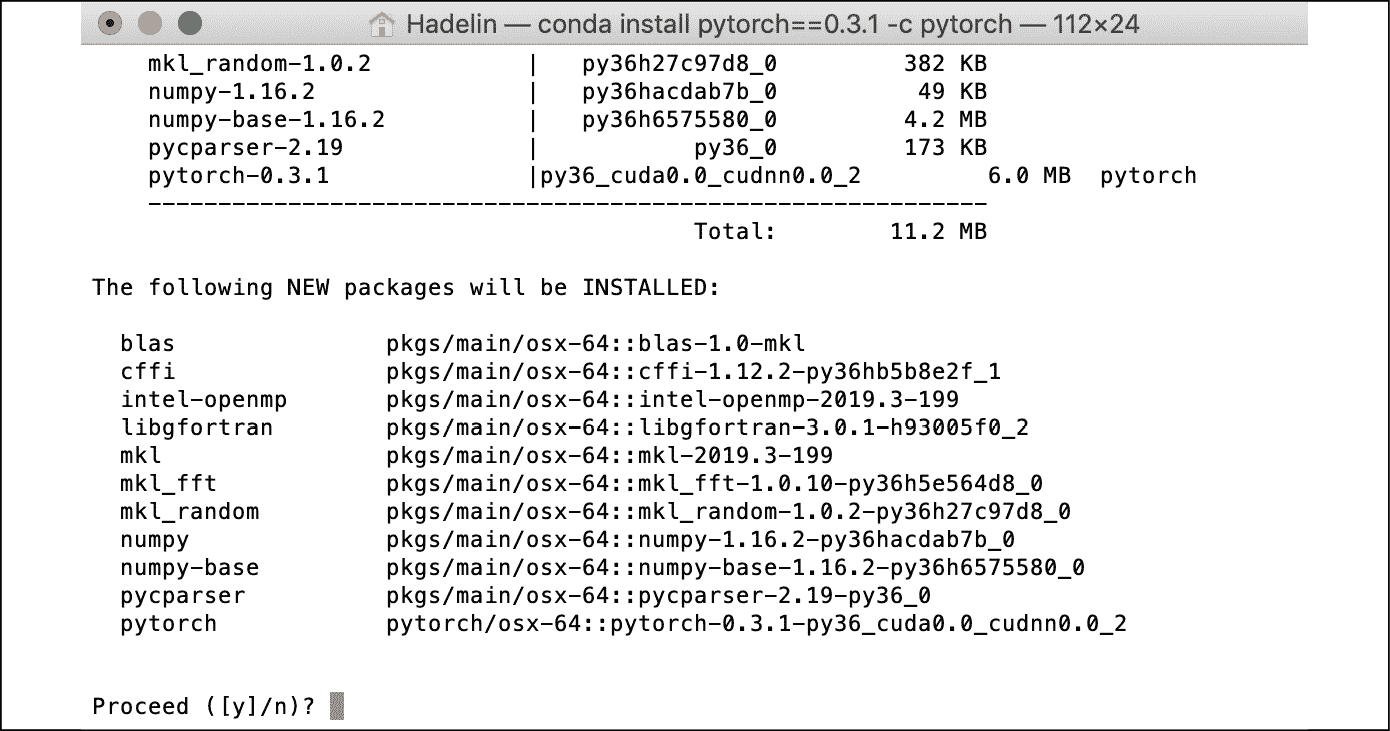 Hadelin — conda install pytorch==0.3.1 -c pytorch — 112×24
mkl_random-1.0.2 | py36h27c97d8_0 382 KB
numpy-1.16.2 | py36hacdab7b_0 49 KB
numpy-base-1.16.2 | py36h6575580_0 4.2 MB
pycparser-2.19 | py36_0 173 KB
pytorch-0.3.1 |py36_cuda0.0_cudnn0.0_2 6.0 MB pytorch
------------------------------------------------------------
Total: 11.2 MB
The following NEW packages will be INSTALLED:
blas pkgs/main/osx-64::blas-1.0-mkl
cffi pkgs/main/osx-64::cffi-1.12.2-py36hb5b8e2f_1
intel-openmp pkgs/main/osx-64::intel-openmp-2019.3-199
libgfortran pkgs/main/osx-64::libgfortran-3.0.1-h93005f0_2
mkl pkgs/main/osx-64::mkl-2019.3-199
mkl_fft pkgs/main/osx-64::mkl_fft-1.0.10-py36h5e564d8_0
mkl_random pkgs/main/osx-64::mkl_random-1.0.2-py36h27c97d8_0
numpy pkgs/main/osx-64::numpy-1.16.2-py36hacdab7b_0
numpy-base pkgs/main/osx-64::numpy-base-1.16.2-py36h6575580_0
pycparser pkgs/main/osx-64::pycparser-2.19-py36_0
pytorch pytorch/osx-64::pytorch-0.3.1-py36_cuda0.0_cudnn0.0_2
Proceed ([y]/n)?